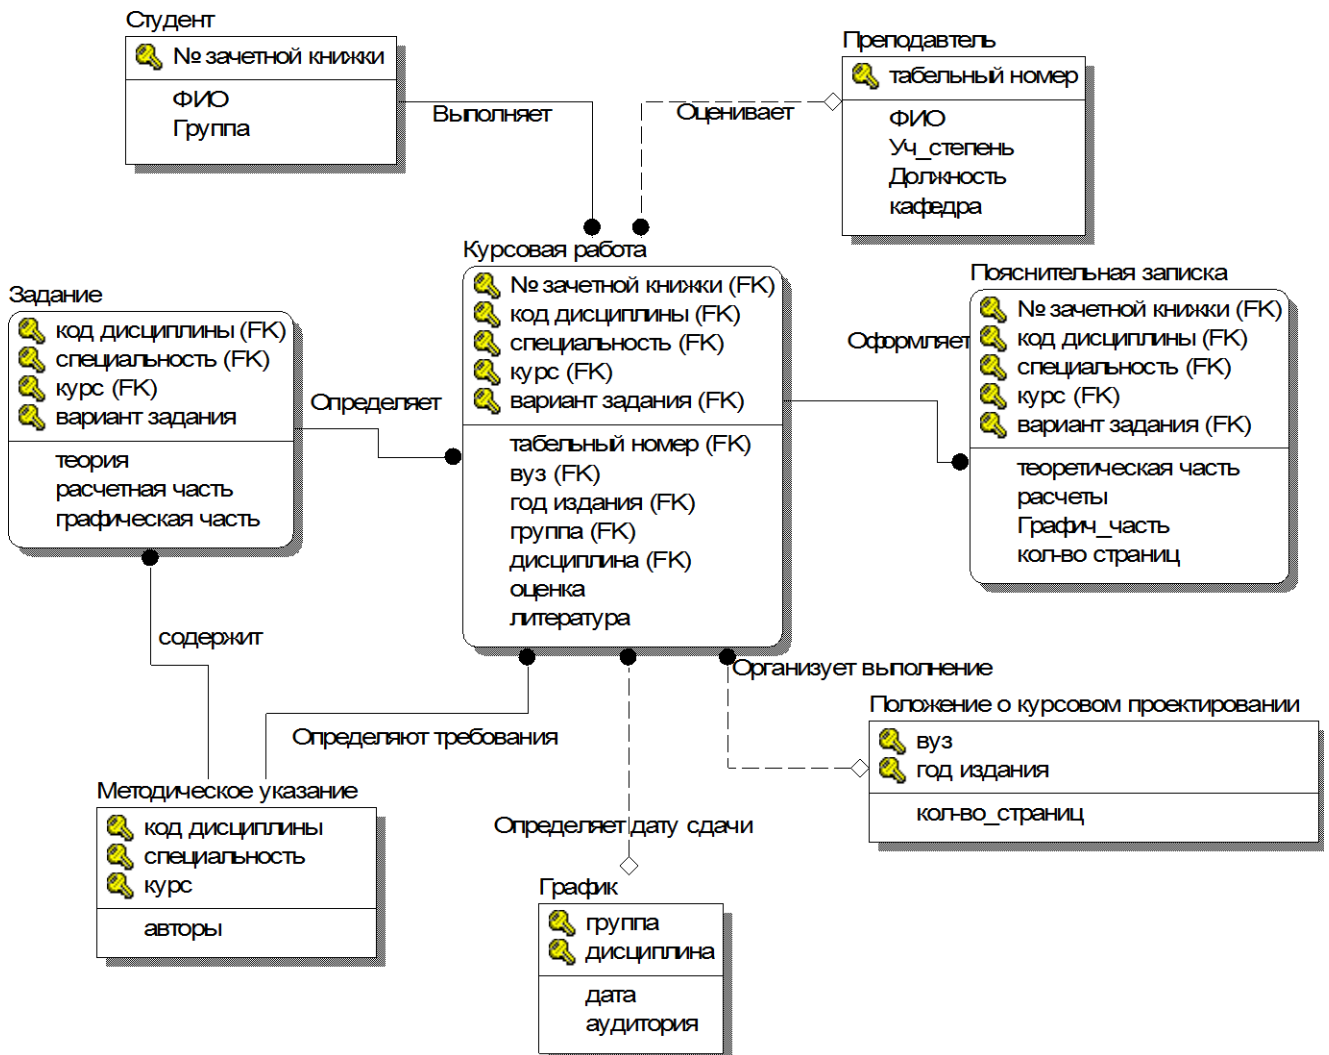 Студент
№ зачетной книжки
ФИО
Группа
Выполняет
Оценивает
Преподаватель
табельный номер
ФИО
Уч_степень
Должность
кафедра
Задание
код дисциплины (FK)
специальность (FK)
курс (FK)
вариант задания
теория
расчетная часть
графическая часть
Определяет
Курсовая работа
№ зачетной книжки (FK)
код дисциплины (FK)
специальность (FK)
курс (FK)
вариант задания (FK)
табельный номер (FK)
вуз (FK)
год издания (FK)
группа (FK)
дисциплина (FK)
оценка
литература
Оформляет
Пояснительная записка
№ зачетной книжки (FK)
код дисциплины (FK)
специальность (FK)
курс (FK)
вариант задания (FK)
теоретическая часть
расчеты
Графич_часть
кол-во страниц
содержит
Определяют требования
Организует выполнение
Положение о курсовом проектировании
вуз
год издания
кол-во_страниц
Методическое указание
код дисциплины
специальность
курс
авторы
Определяет дату сдачи
График
группа
дисциплина
дата
аудитория